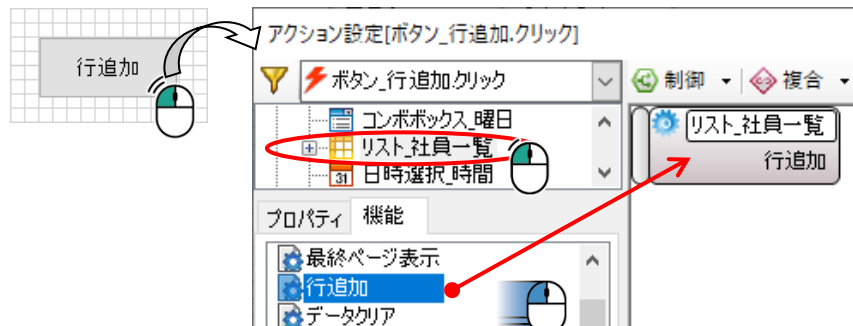 行追加
アクション設定[ボタン_行追加.クリック]
ボタン_行追加.クリック
制御
複合
コンボボックス_曜日
リスト_社員一覧
31 日時選択_時間
リスト_社員一覧
行追加
プロパティ 機能
最終ページ表示
行追加
データクリア